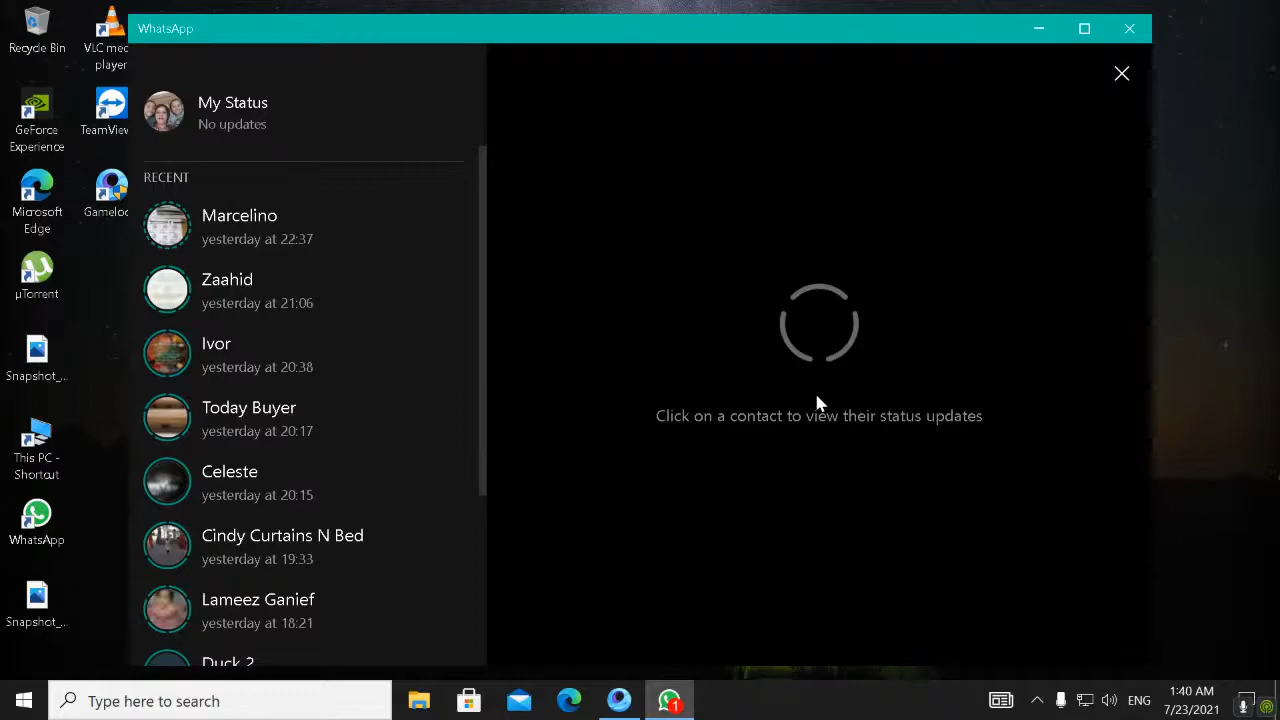 WhatsApp
Recycle Bin
VLC med
player
GeForce
Experience
TeamView
Microsoft
Edge
Gameloo
µTorrent
Snapshot_...
This PC -
Shortcut
WhatsApp
Snapshot_...
My Status
No updates
RECENT
Marcelino
yesterday at 22:37
Zaahid
yesterday at 21:06
Ivor
yesterday at 20:38
Today Buyer
yesterday at 20:17
Celeste
yesterday at 20:15
Cindy Curtains N Bed
yesterday at 19:33
Lameez Ganief
yesterday at 18:21
Duck 2
Click on a contact to view their status updates
Type here to search
1
ENG
1:40 AM
7/23/2021